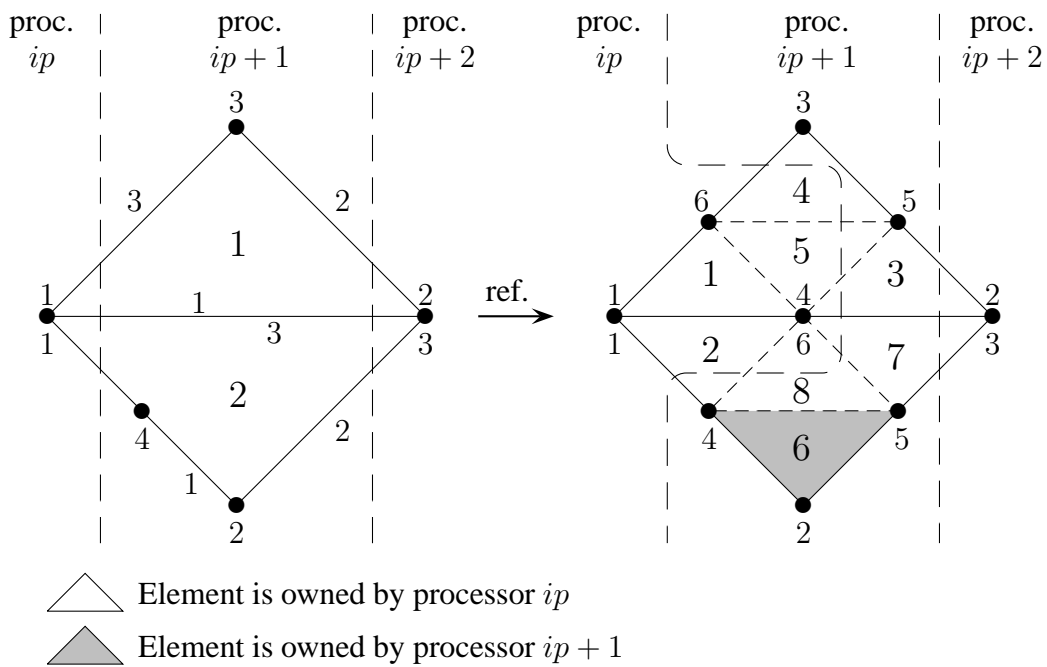 proc. proc. proc. proc. proc. proc.
ip ip + 1 ip + 2 ip ip + 1 ip + 2
3 3
3 2 6 4 5
1 5
1 3
1 1 2 ref. 1 4 2
1 3 3 1 6 3
2 7
2 8
4 2 4 6 5
1
2 2
Element is owned by processor ip
Element is owned by processor ip + 1